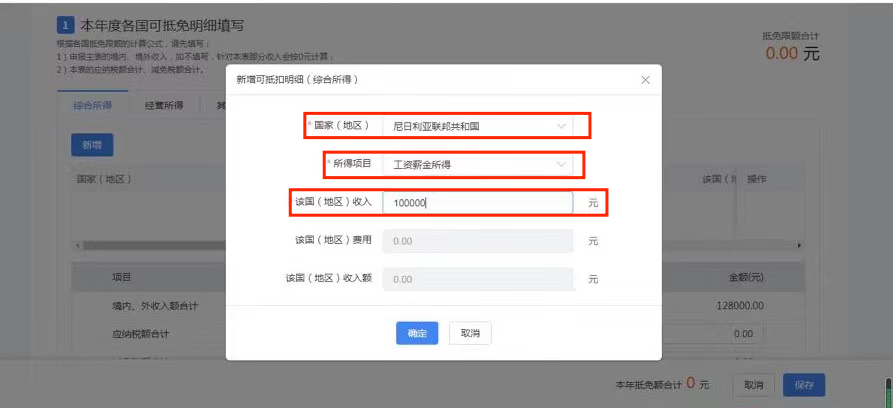 1 本年度各国可抵免明细填写
根据各国抵免限额的计算公式，请先填写：
1）申报主表的境内、境外收入，如不填写，针对本表部分收入会按0元计算；
2）本表的应纳税额合计、减免税额合计。
抵免限额合计
0.00 元
综合所得 经营所得 其
新增
国家（地区） 该国（ 操作
项目 金额(元)
境内、外收入额合计 128000.00
应纳税额合计 0.00
新增可抵扣明细（综合所得）
* 国家（地区） 尼日利亚联邦共和国
* 所得项目 工资薪金所得
该国（地区）收入 100000 元
该国（地区）费用 0.00 元
该国（地区）收入额 0.00 元
确定 取消
本年抵免额合计 0 元 取消 保存